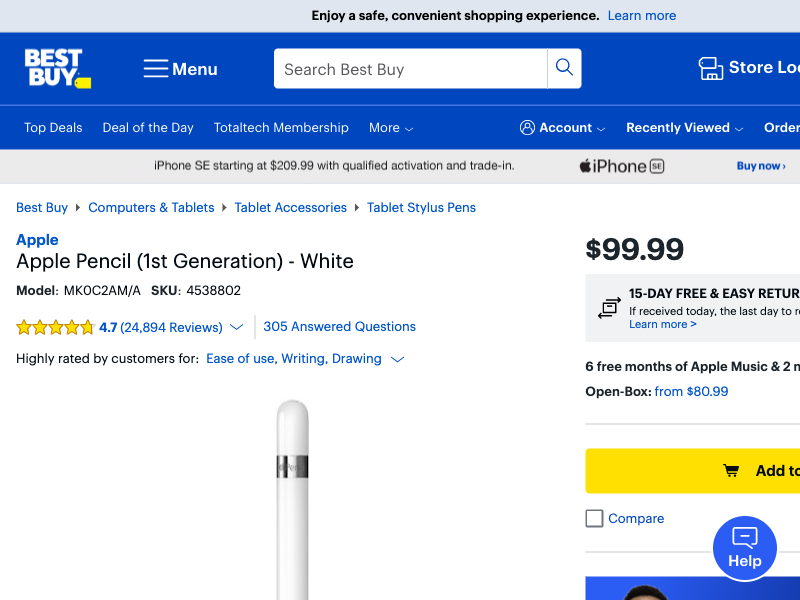 Enjoy a safe, convenient shopping experience. Learn more
BEST BUY
Menu
Search Best Buy
Store Loc
Top Deals Deal of the Day Totaltech Membership More Account Recently Viewed Order
iPhone SE starting at $209.99 with qualified activation and trade-in. iPhone SE Buy now ›
Best Buy Computers & Tablets Tablet Accessories Tablet Stylus Pens
Apple
Apple Pencil (1st Generation) - White
Model: MK0C2AM/A SKU: 4538802
4.7 (24,894 Reviews) 305 Answered Questions
Highly rated by customers for: Ease of use, Writing, Drawing
$99.99
15-DAY FREE & EASY RETUR
If received today, the last day to r
Learn more >
6 free months of Apple Music & 2 m
Open-Box: from $80.99
Add to
Compare
Help